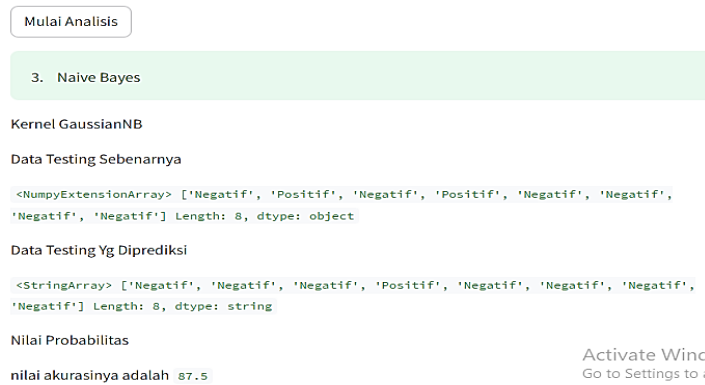 Mulai Analisis
3. Naive Bayes
Kernel GaussianNB
Data Testing Sebenarnya
<NumpyExtensionArray> ['Negatif', 'Positif', 'Negatif', 'Positif', 'Negatif', 'Negatif',
'Negatif', 'Negatif'] Length: 8, dtype: object
Data Testing Yg Diprediksi
<StringArray> ['Negatif', 'Negatif', 'Negatif', 'Positif', 'Negatif', 'Negatif', 'Negatif',
'Negatif'] Length: 8, dtype: string
Nilai Probabilitas
nilai akurasinya adalah 87.5
Activate Winc
Go to Settings to a